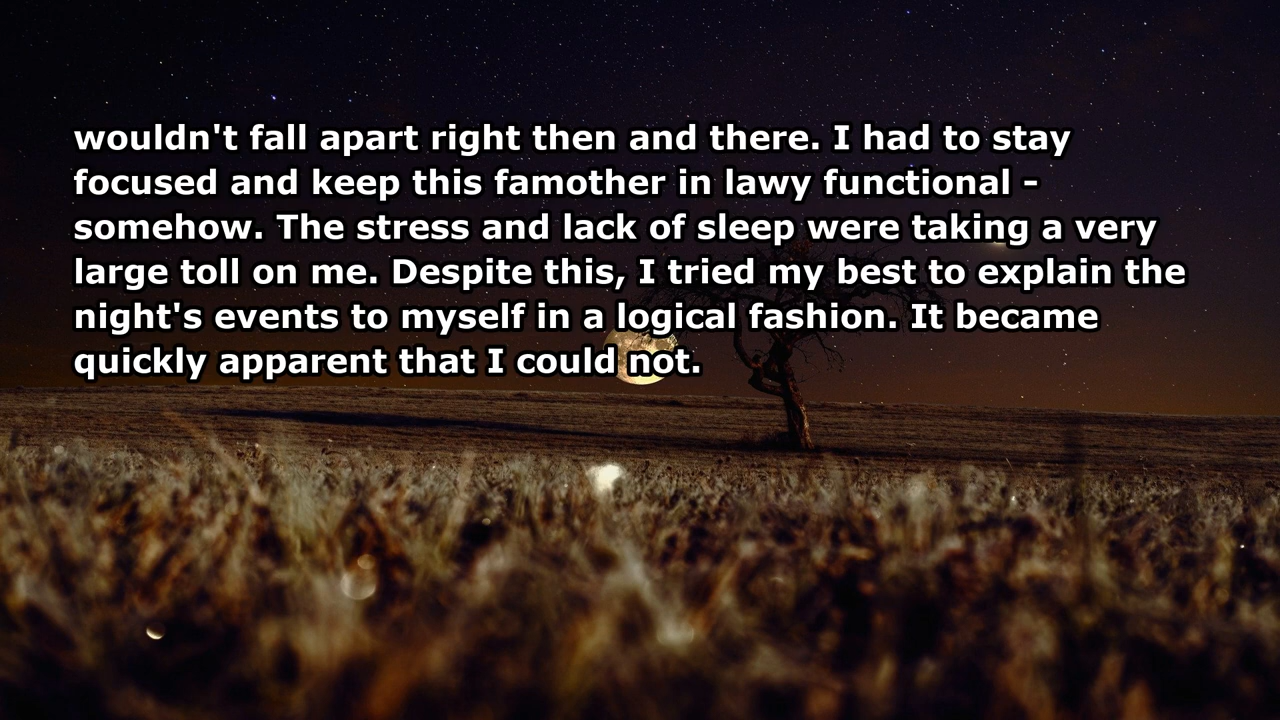 wouldn't fall apart right then and there. I had to stay
focused and keep this famother in lawy functional -
somehow. The stress and lack of sleep were taking a very
large toll on me. Despite this, I tried my best to explain the
night's events to myself in a logical fashion. It became
quickly apparent that I could not.